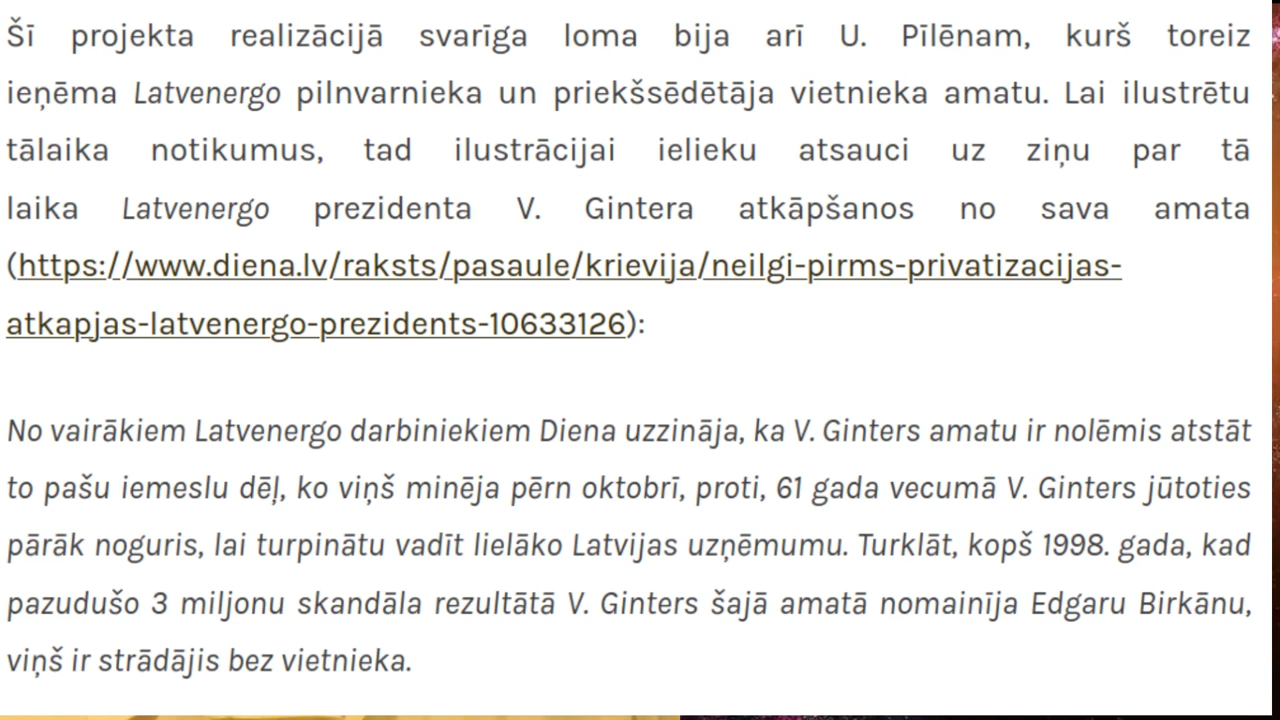 Šī projekta realizācijā svarīga loma bija arī U. Pīlēnam, kurš toreiz
ieņēma Latvenergo pilnvarnieka un priekšsēdētāja vietnieka amatu. Lai ilustrētu
tālaika notikumus, tad ilustrācijai ielieku atsauci uz ziņu par tā
laika Latvenergo prezidenta V. Gintera atkāpšanos no sava amata
(https://www.diena.lv/raksts/pasaule/krievija/neilgi-pirms-privatizacijas-
atkapjas-latvenergo-prezidents-10633126):
No vairākiem Latvenergo darbiniekiem Diena uzzināja, ka V. Ginters amatu ir nolēmis atstāt
to pašu iemeslu dēļ, ko viņš minēja pērn oktobrī, proti, 61 gada vecumā V. Ginters jūtoties
pārāk noguris, lai turpinātu vadīt lielāko Latvijas uzņēmumu. Turklāt, kopš 1998. gada, kad
pazudušo 3 miljonu skandāla rezultātā V. Ginters šajā amatā nomainīja Edgaru Birkānu,
viņš ir strādājis bez vietnieka.